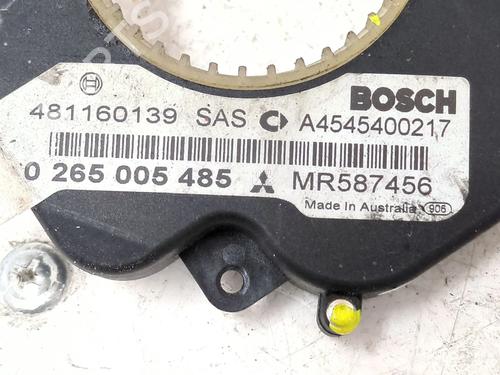 BOSCH
481160139 SAS A4545400217
0 265 005 485 MR587456
Made in Australia 906